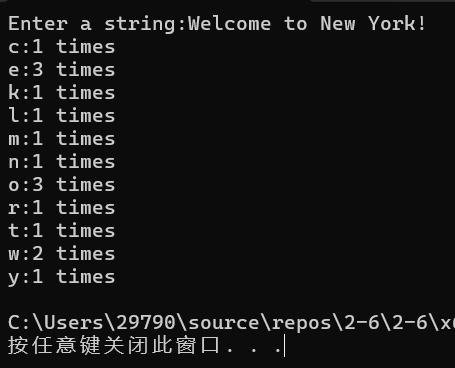 Enter a string:Welcome to New York!
c:1 times
e:3 times
k:1 times
l:1 times
m:1 times
n:1 times
o:3 times
r:1 times
t:1 times
w:2 times
y:1 times
C:\Users\29790\source\repos\2-6\2-6\x
按任意键关闭此窗口. . .